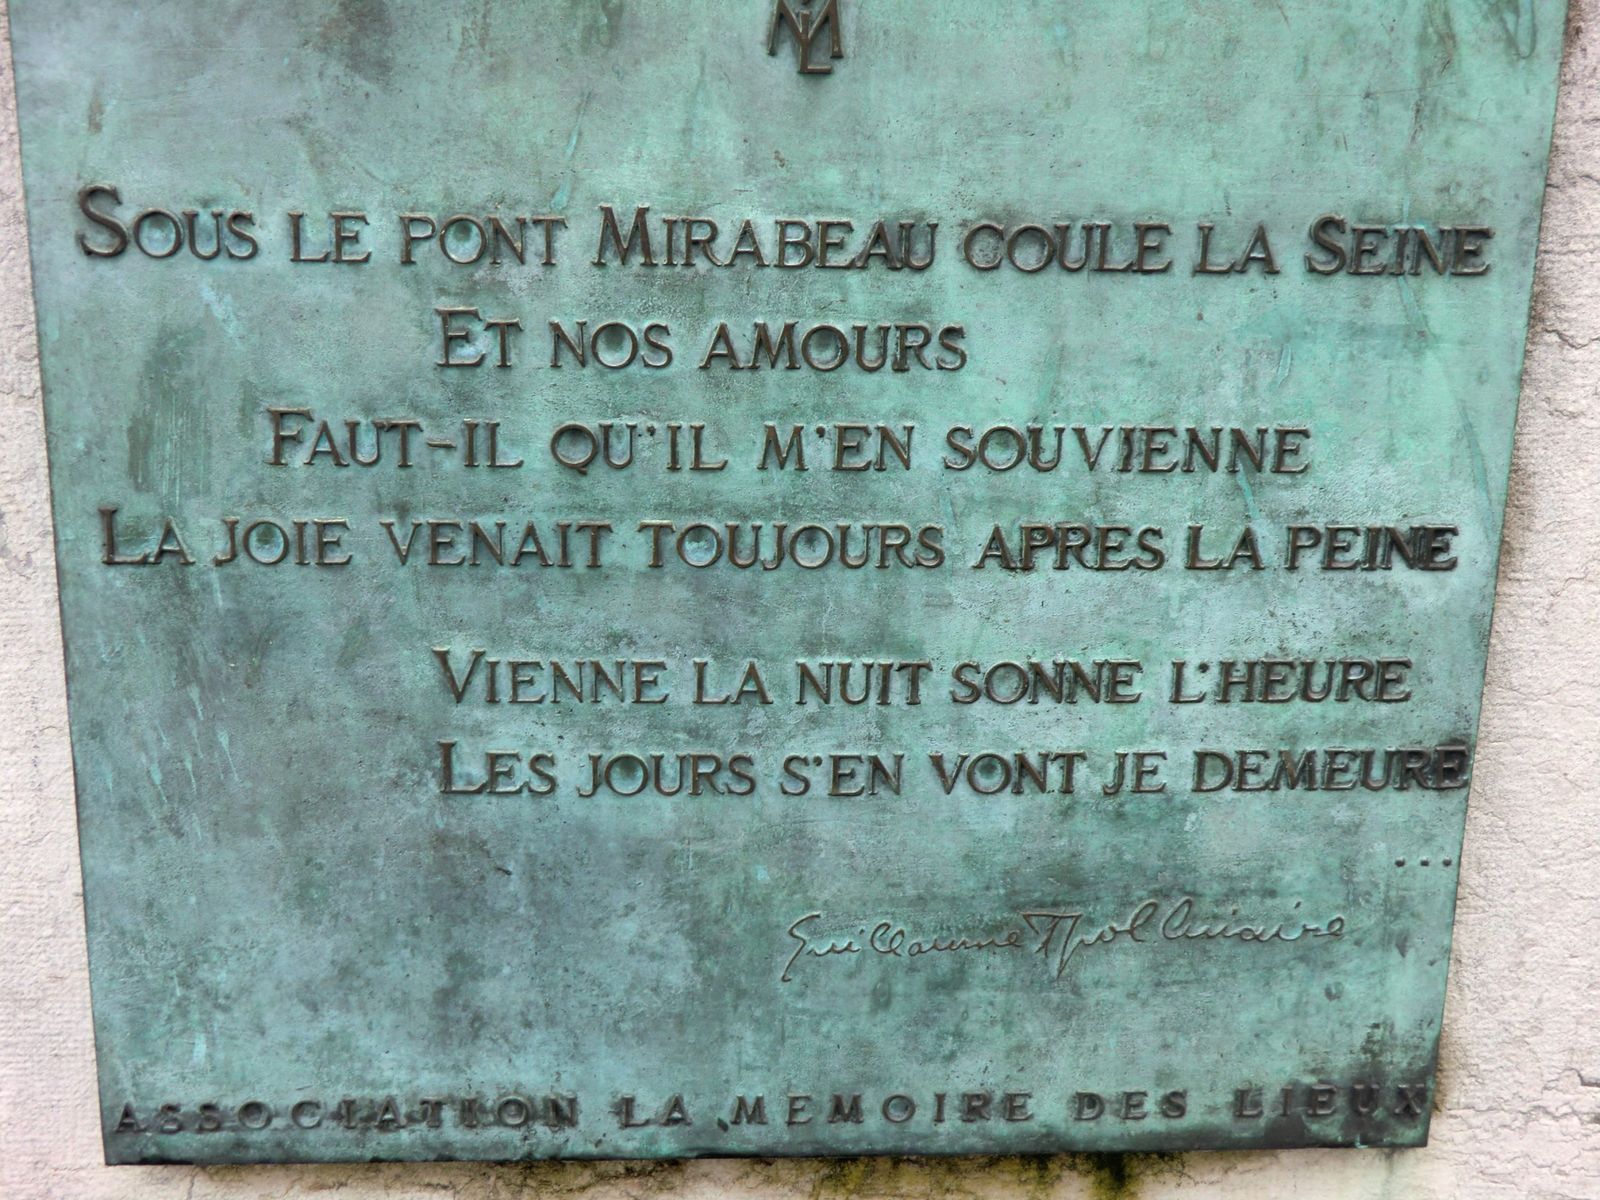 Sous le pont Mirabeau coule la Seine
Et nos amours
Faut-il qu'il m'en souvienne
La joie venait toujours apres la peine
Vienne la nuit sonne l'heure
Les jours s'en vont je demeure
...
Guillaume Apollinaire
ASSOCIATION LA MEMOIRE DES LIEUX